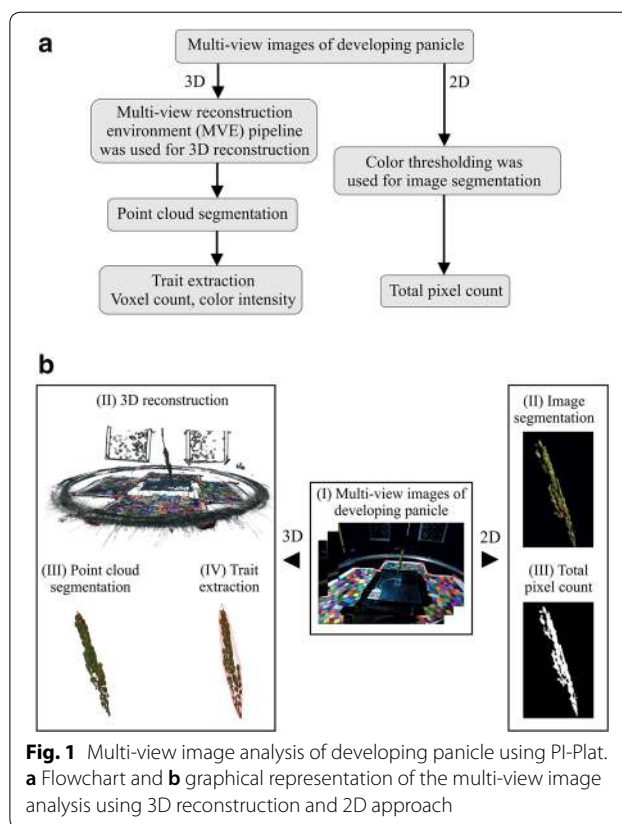 a
Multi-view images of developing panicle
3D
2D
Multi-view reconstruction
environment (MVE) pipeline
was used for 3D reconstruction
Color thresholding was
used for image segmentation
Point cloud segmentation
Trait extraction
Voxel count, color intensity
Total pixel count
b
(II) 3D reconstruction
(III) Point cloud
segmentation
(IV) Trait
extraction
3D
(I) Multi-view images of
developing panicle
2D
(II) Image
segmentation
(III) Total
pixel count
Fig. 1 Multi-view image analysis of developing panicle using PI-Plat.
a Flowchart and b graphical representation of the multi-view image
analysis using 3D reconstruction and 2D approach